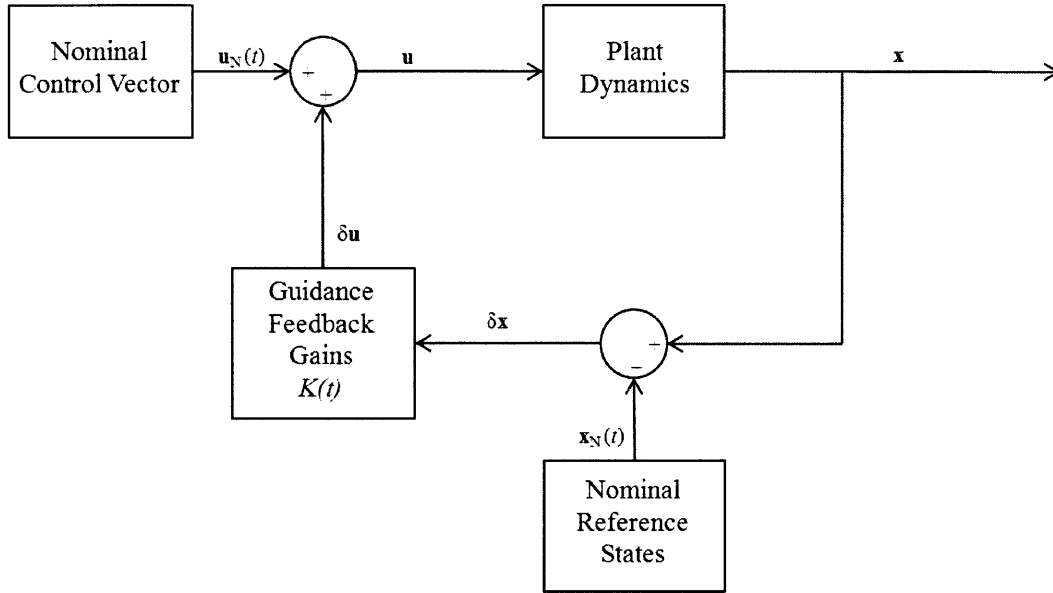 Nominal
Control Vector
u_N(t)
+
+
u
Plant
Dynamics
x
δu
Guidance
Feedback
Gains
K(t)
δx
+
−
x_N(t)
Nominal
Reference
States